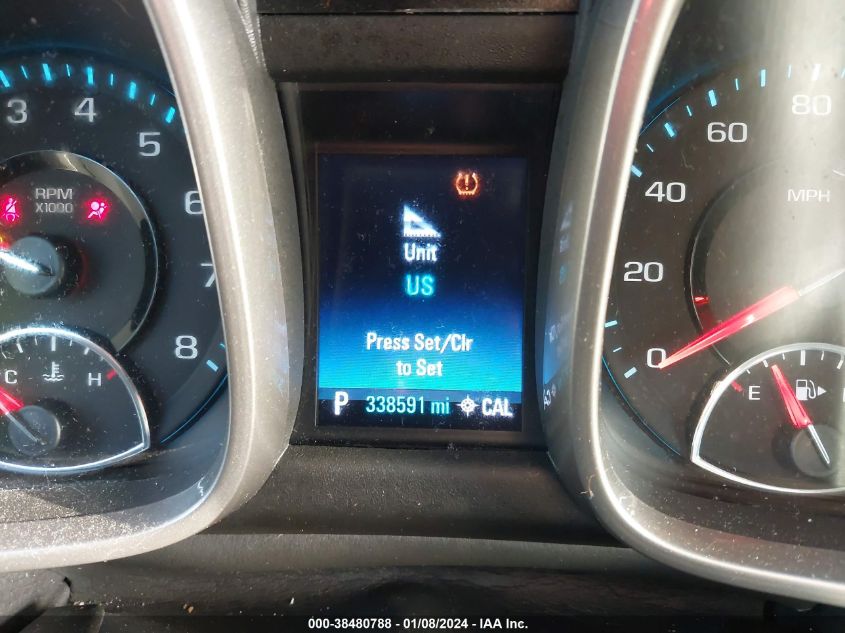 3 4 5 6 7 8
RPM
X1000
C H
Unit
US
Press Set/Clr
to Set
P 338591 mi CAL
0 20 40 60 80
MPH
E
000-38480788 - 01/08/2024 - IAA Inc.